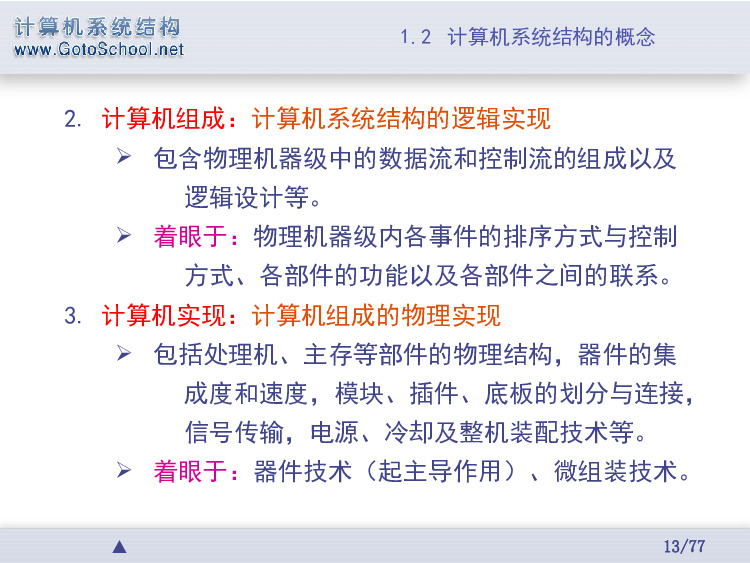 计算机系统结构
www.GotoSchool.net
1.2 计算机系统结构的概念
2. 计算机组成：计算机系统结构的逻辑实现
➢ 包含物理机器级中的数据流和控制流的组成以及
逻辑设计等。
➢ 着眼于：物理机器级内各事件的排序方式与控制
方式、各部件的功能以及各部件之间的联系。
3. 计算机实现：计算机组成的物理实现
➢ 包括处理机、主存等部件的物理结构，器件的集
成度和速度，模块、插件、底板的划分与连接，
信号传输，电源、冷却及整机装配技术等。
➢ 着眼于：器件技术（起主导作用）、微组装技术。
▲
13/77